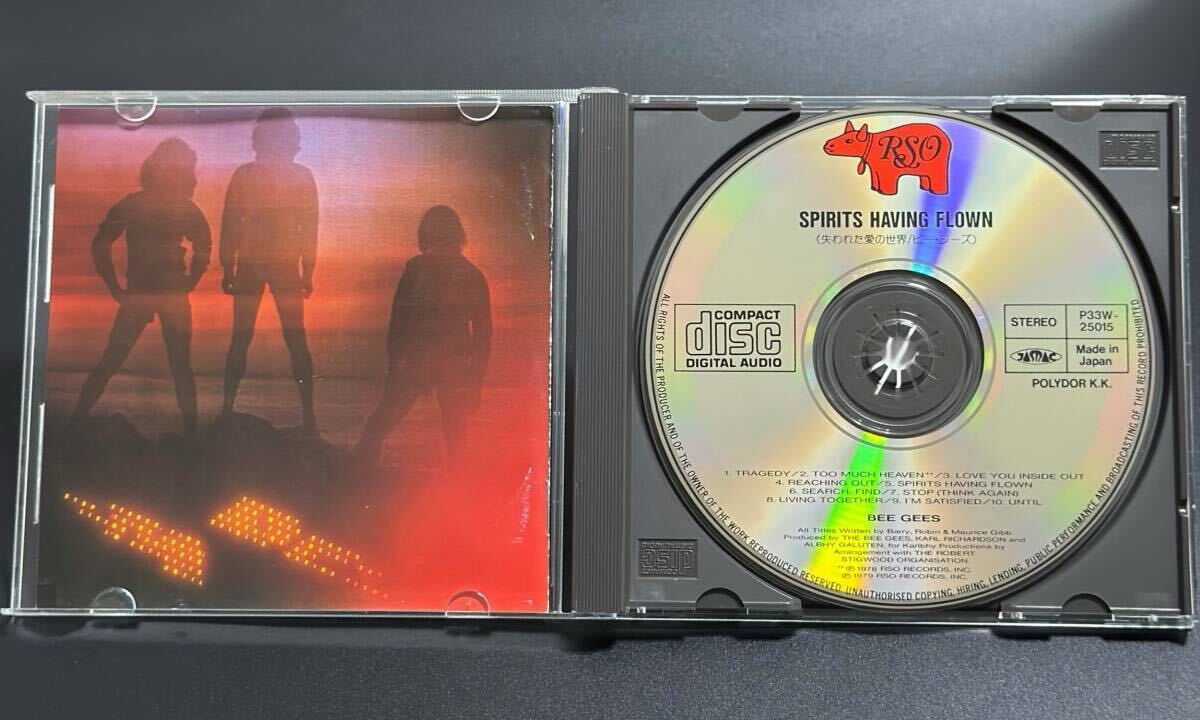 RSO
SPIRITS HAVING FLOWN
(失われた愛の世界/ビー・ジーズ)
COMPACT
disc
DIGITAL AUDIO
STEREO
P33W-
25015
JASRAC
Made in
Japan
POLYDOR K.K.
1. TRAGEDY/2. TOO MUCH HEAVEN**/3. LOVE YOU INSIDE OUT
4. REACHING OUT/5. SPIRITS HAVING FLOWN
6. SEARCH, FIND/7. STOP (THINK AGAIN)
8. LIVING TOGETHER/9. I'M SATISFIED/10. UNTIL
BEE GEES
All Titles Written by Barry, Robin & Maurice Gibb
Produced by THE BEE GEES, KARL RICHARDSON and
ALBHY GALUTEN, for Karlbhy Productions by
Arrangement with THE ROBERT
STIGWOOD ORGANISATION
**℗ 1978 RSO RECORDS, INC.
℗ 1979 RSO RECORDS, INC.
ALL RIGHTS OF THE PRODUCER AND OF THE OWNER OF THE WORK REPRODUCED RESERVED. UNAUTHORISED COPYING, HIRING, LENDING, PUBLIC PERFORMANCE AND BROADCASTING OF THIS RECORD PROHIBITED
disc
disc